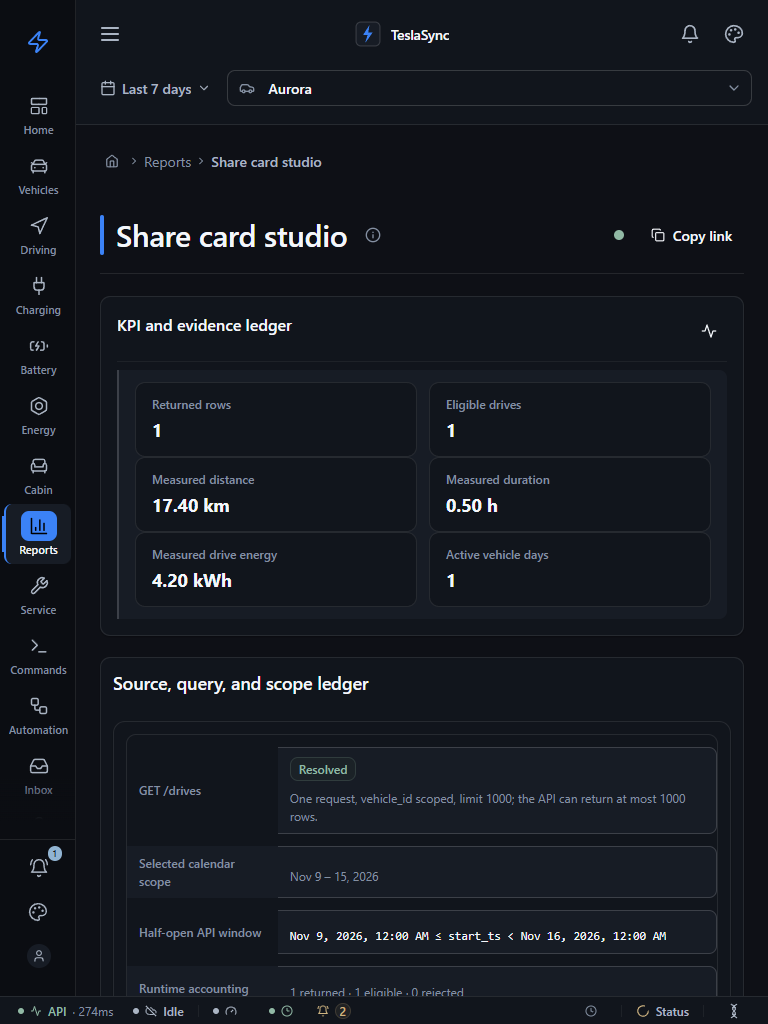 TeslaSync
Last 7 days
Aurora
Home
Vehicles
Driving
Charging
Battery
Energy
Cabin
Reports
Service
Commands
Automation
Inbox
1
Reports
Share card studio
Share card studio
Copy link
KPI and evidence ledger
Returned rows
1
Eligible drives
1
Measured distance
17.40 km
Measured duration
0.50 h
Measured drive energy
4.20 kWh
Active vehicle days
1
Source, query, and scope ledger
GET /drives
Resolved
One request, vehicle_id scoped, limit 1000; the API can return at most 1000
rows.
Selected calendar
scope
Nov 9 – 15, 2026
Half-open API window
Nov 9, 2026, 12:00 AM ≤ start_ts < Nov 16, 2026, 12:00 AM
Runtime accounting
1 returned · 1 eligible · 0 rejected
API · 274ms
Idle
2
Status